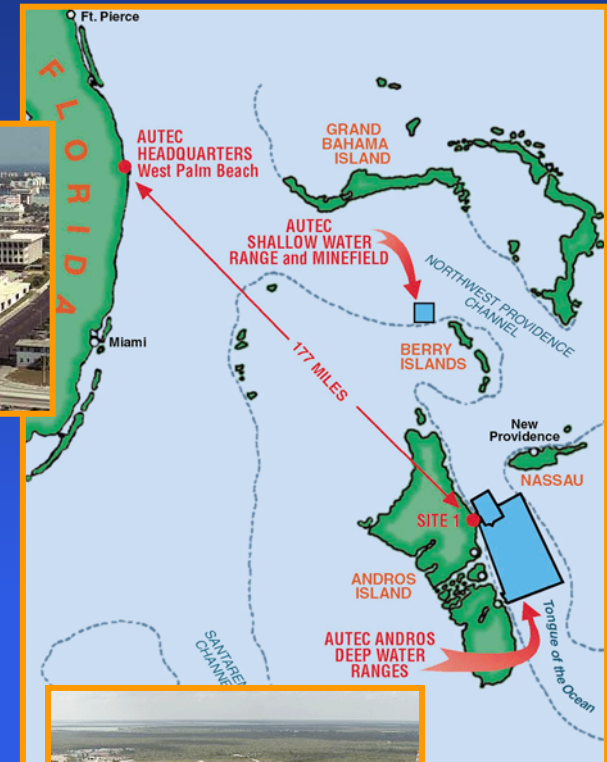 Ft. Pierce
FLORIDA
AUTEC
HEADQUARTERS
West Palm Beach
GRAND
BAHAMA
ISLAND
AUTEC
SHALLOW WATER
RANGE and MINEFIELD
NORTHWEST PROVIDENCE
CHANNEL
Miami
177 MILES
BERRY
ISLANDS
New
Providence
NASSAU
SITE 1
ANDROS
ISLAND
Tongue of the Ocean
AUTEC ANDROS
DEEP WATER
RANGES
SANTAREN
CHANNEL